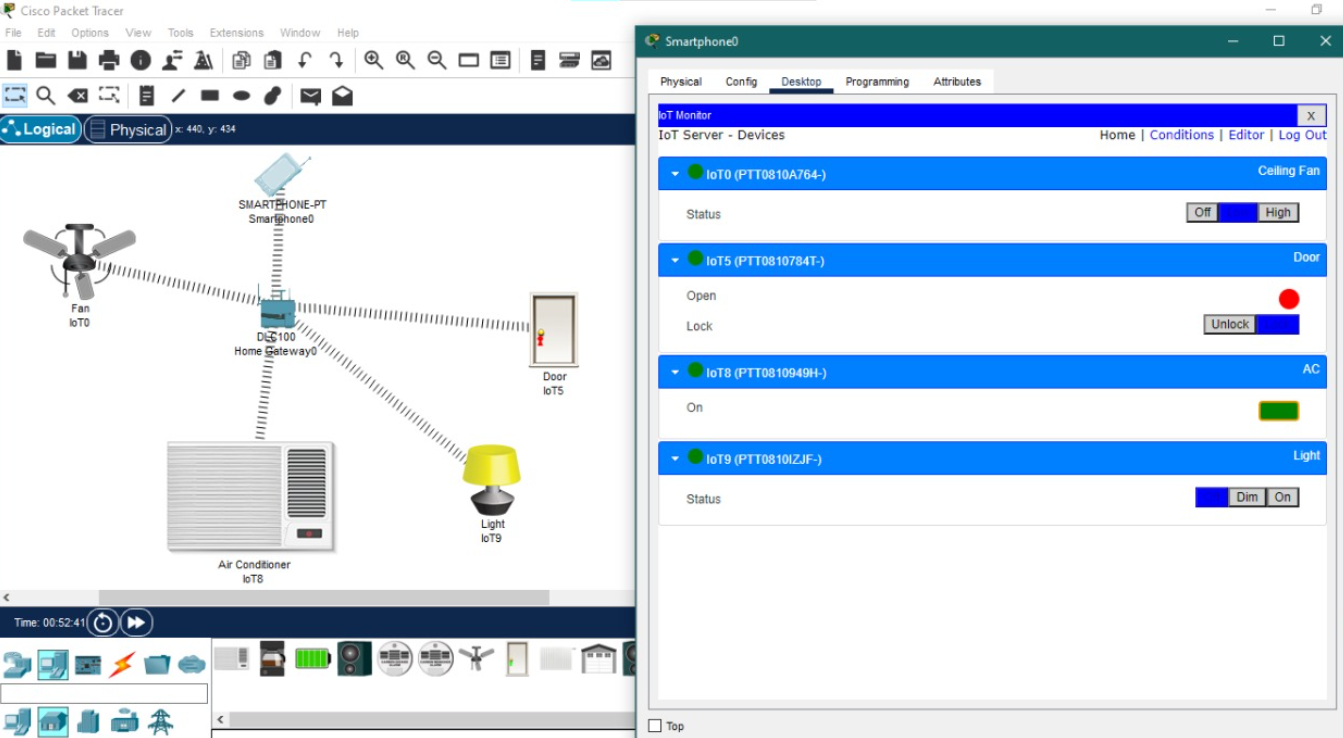 Cisco Packet Tracer
File Edit Options View Tools Extensions Window Help
Logical Physical x: 440, y: 434
SMARTPHONE-PT
Smartphone0
Fan
IoT0
DLC100
Home Gateway0
Door
IoT5
Light
IoT9
Air Conditioner
IoT8
Time: 00:52:41
Smartphone0
Physical Config Desktop Programming Attributes
IoT Monitor X
IoT Server - Devices Home | Conditions | Editor | Log Out
IoT0 (PTT0810A764-) Ceiling Fan
Status Off High
IoT5 (PTT0810784T-) Door
Open
Lock Unlock
IoT8 (PTT0810949H-) AC
On
IoT9 (PTT0810IZJF-) Light
Status Dim On
Top